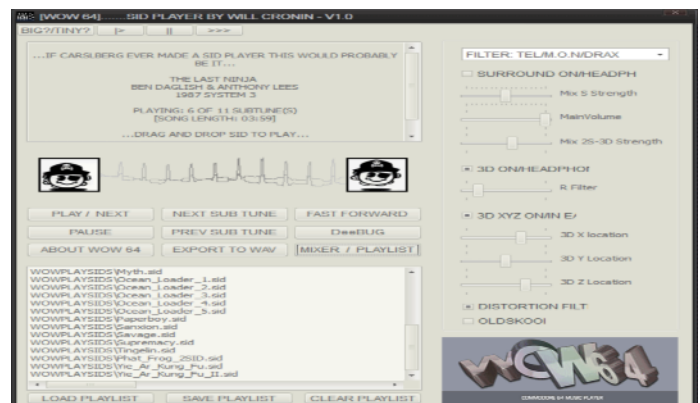 [WOW 64].......SID PLAYER BY WILL CRONIN - V1.0
BIG?/TINY? |> || >>>
...IF CARSLBERG EVER MADE A SID PLAYER THIS WOULD PROBABLY
BE IT...
THE LAST NINJA
BEN DAGLISH & ANTHONY LEES
1987 SYSTEM 3
PLAYING: 6 OF 11 SUBTUNE(S)
[SONG LENGTH: 03:59]
...DRAG AND DROP SID TO PLAY...
PLAY / NEXT NEXT SUB TUNE FAST FORWARD
PAUSE PREV SUB TUNE DeeBUG
ABOUT WOW 64 EXPORT TO WAV [MIXER / PLAYLIST]
WOWPLAYSIDS\Myth.sid
WOWPLAYSIDS\Ocean_Loader_1.sid
WOWPLAYSIDS\Ocean_Loader_2.sid
WOWPLAYSIDS\Ocean_Loader_3.sid
WOWPLAYSIDS\Ocean_Loader_4.sid
WOWPLAYSIDS\Ocean_Loader_5.sid
WOWPLAYSIDS\Paperboy.sid
WOWPLAYSIDS\Sanxion.sid
WOWPLAYSIDS\Savage.sid
WOWPLAYSIDS\Supremacy.sid
WOWPLAYSIDS\Tingelin.sid
WOWPLAYSIDS\Phat_Frog_2SID.sid
WOWPLAYSIDS\Yie_Ar_Kung_Fu.sid
WOWPLAYSIDS\Yie_Ar_Kung_Fu_II.sid
LOAD PLAYLIST SAVE PLAYLIST CLEAR PLAYLIST
FILTER: TEL/M.O.N/DRAX
SURROUND ON/HEADPH
Mix S Strength
MainVolume
Mix 2S-3D Strength
3D ON/HEADPHO
R Filter
3D XYZ ON/IN E
3D X location
3D Y Location
3D Z Location
DISTORTION FILT
OLDSKOOL
WOW64
COMMODORE 64 MUSIC PLAYER